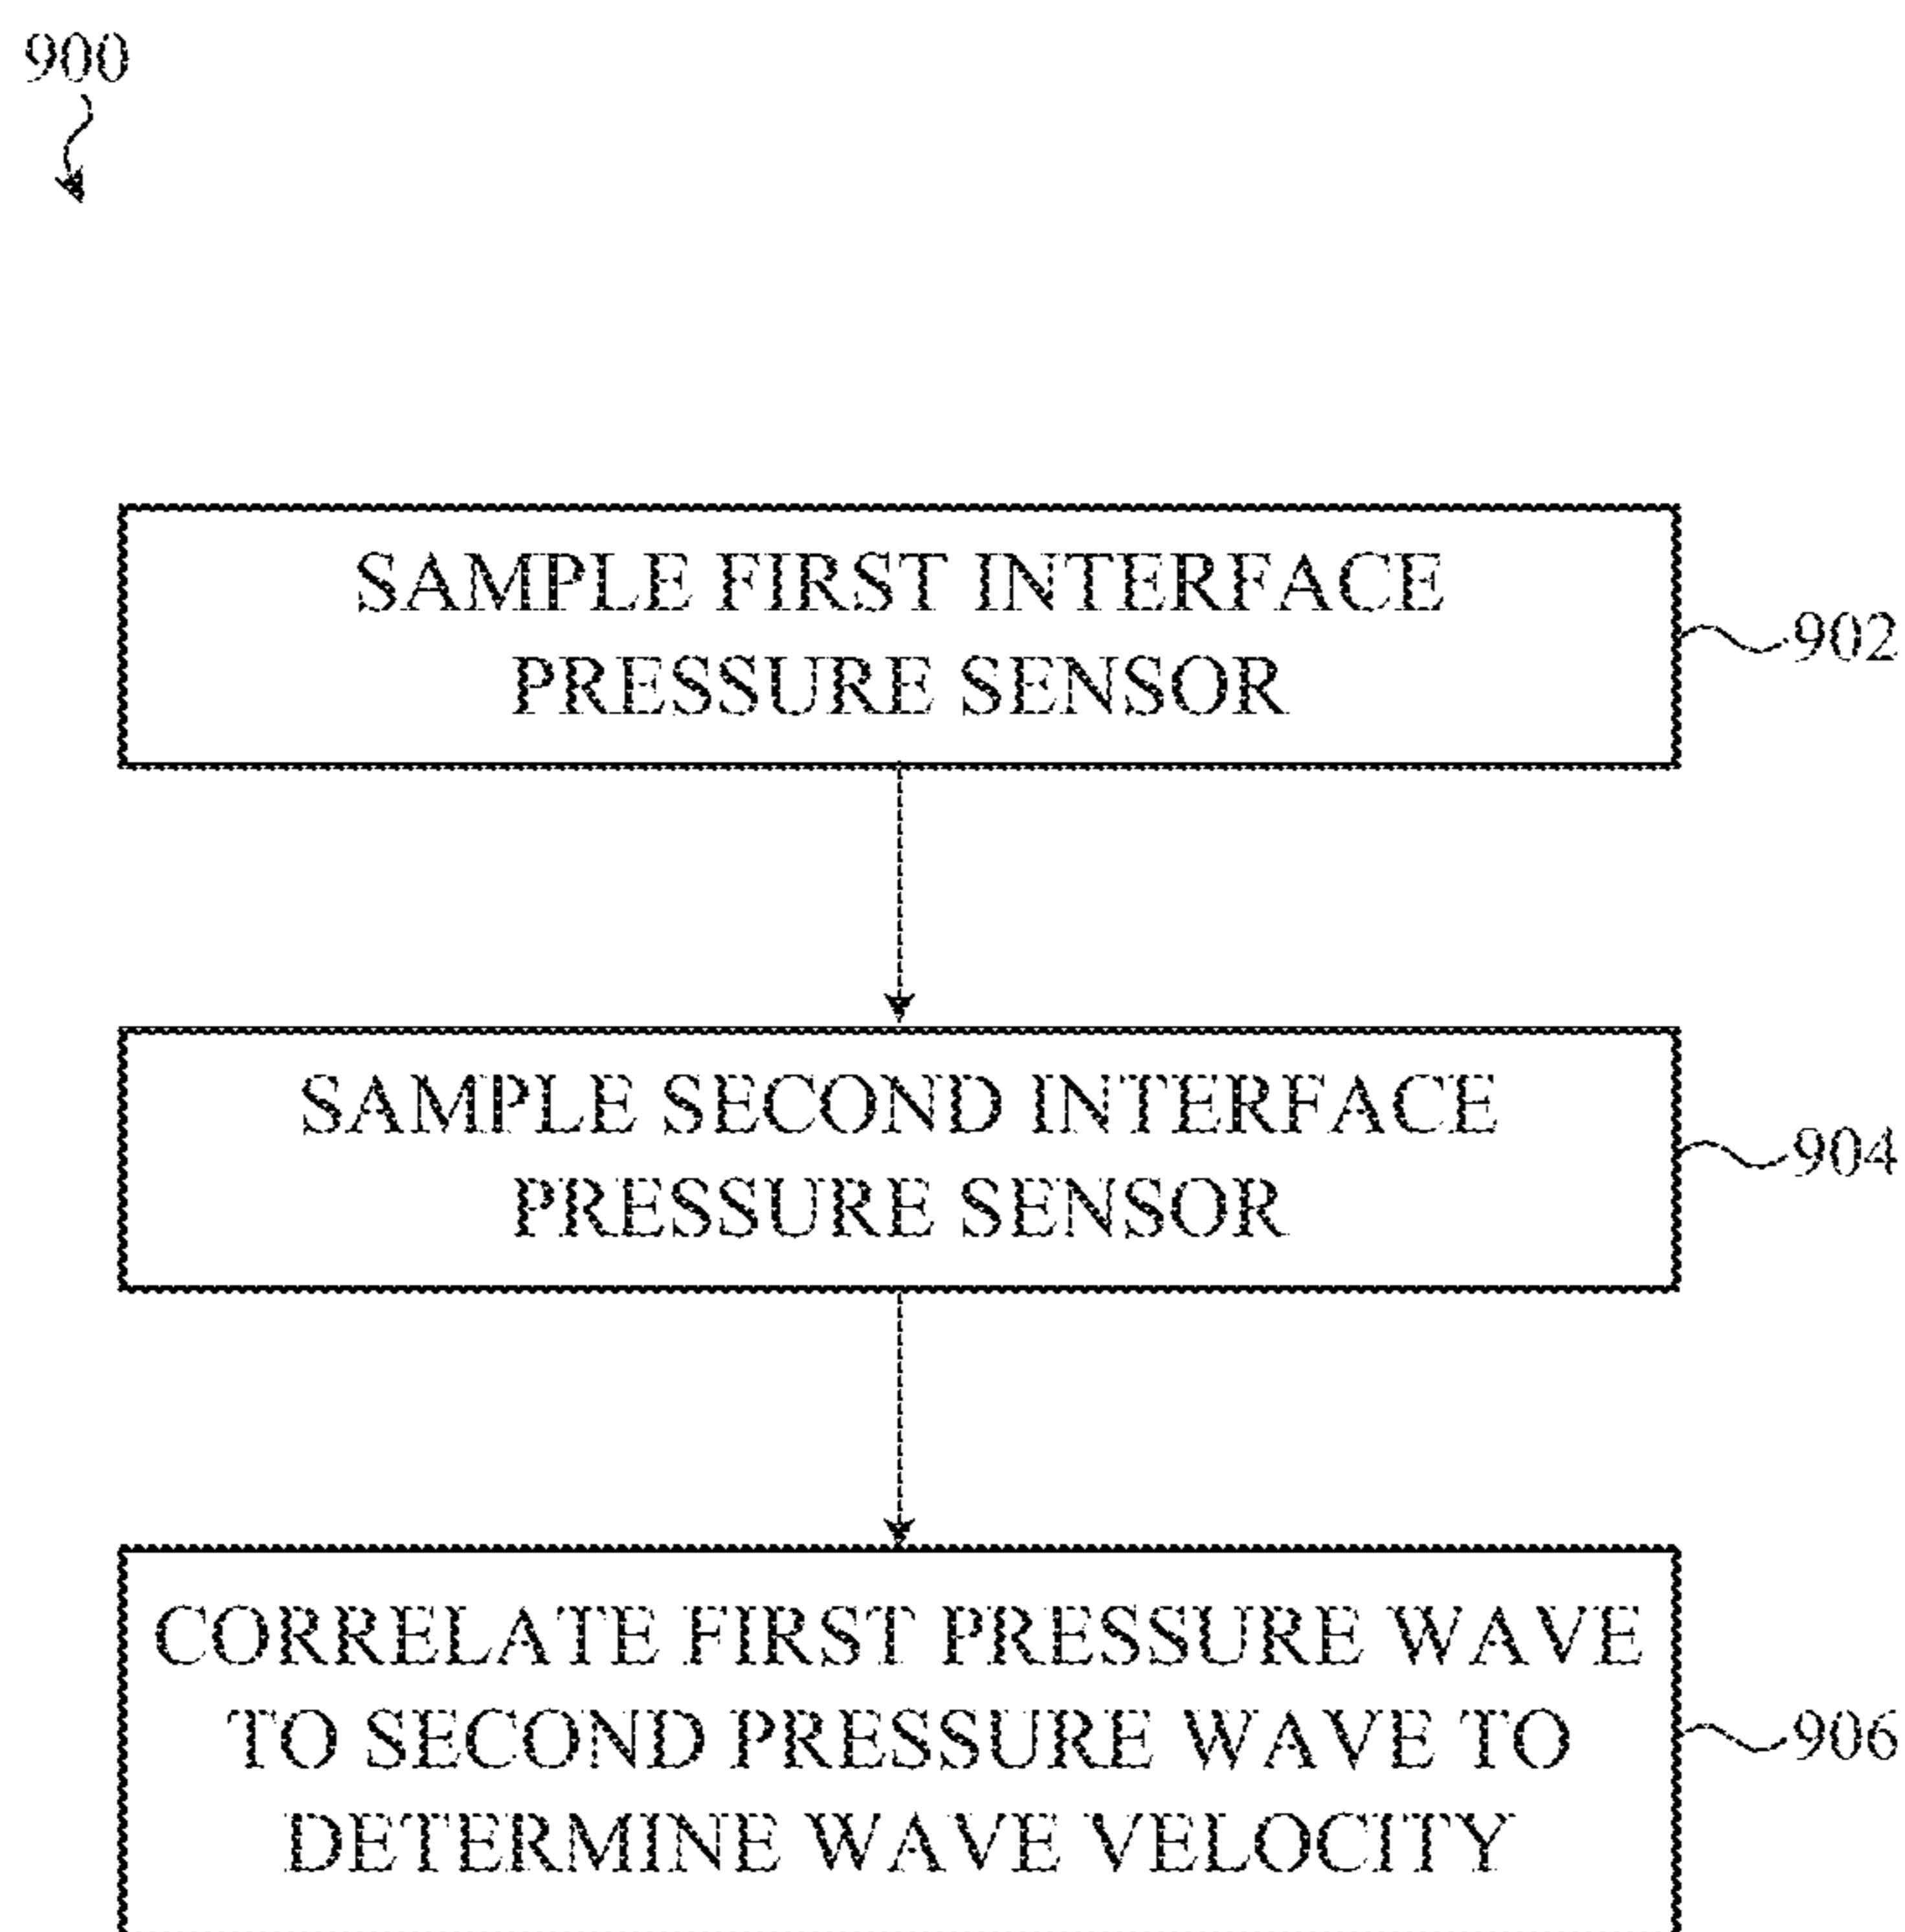 900
SAMPLE FIRST INTERFACE
PRESSURE SENSOR
902
SAMPLE SECOND INTERFACE
PRESSURE SENSOR
904
CORRELATE FIRST PRESSURE WAVE
TO SECOND PRESSURE WAVE TO
DETERMINE WAVE VELOCITY
906